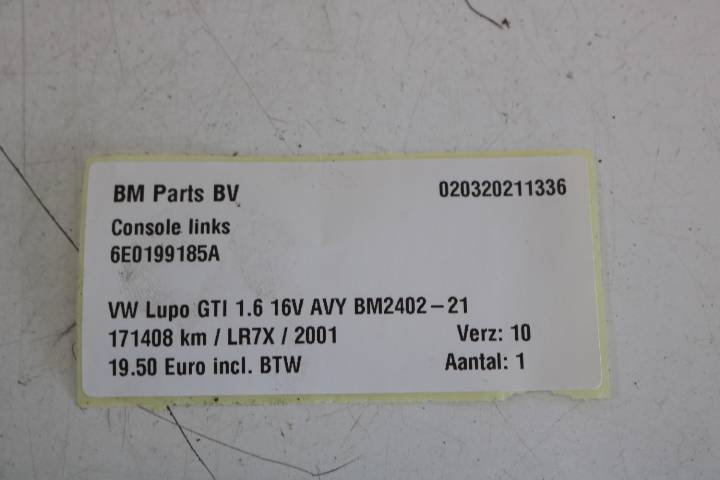 BM Parts BV 020320211336
Console links
6E0199185A
VW Lupo GTI 1.6 16V AVY BM2402-21
171408 km / LR7X / 2001 Verz: 10
19.50 Euro incl. BTW Aantal: 1